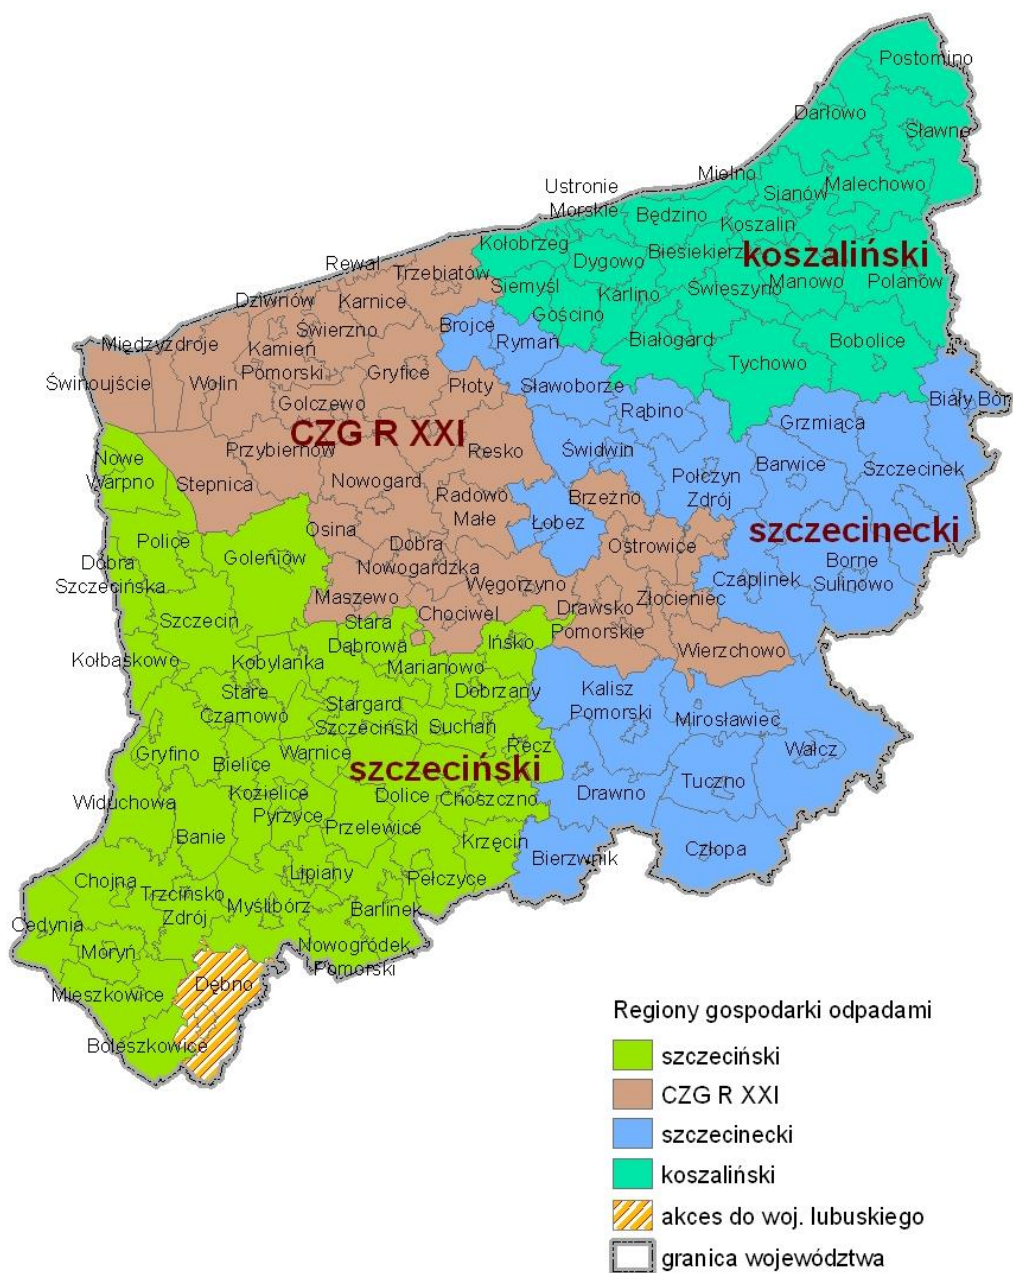 Postomino
Darłowo
Sławne
Mielno
Malechowo
Ustronie
Morskie
Sianów
Będzino
Koszalin
Kołobrzeg
Biesiekierz
koszaliński
Dygowo
Rewal
Trzebiatów
Siemyśl
Karlino
Świeszyno
Manowo
Polanów
Dziwnów
Karnice
Gościno
Świerzno
Brojce
Ryman
Białogard
Bobolice
Międzyzdroje
Kamień
Pomorski
Gryfice
Tychowo
Świnoujście
Wolin
Płoty
Sławoborze
Golczewo
Rąbino
Biały Bór
CZG R XXI
Grzmiąca
Przybiernów
Resko
Świdwin
Nowe
Warpno
Stepnica
Nowogard
Połczyn
Zdrój
Barwice
Szczecinek
Radowo
Małe
Brzeżno
Osina
Łobez
szczecinecki
Police
Goleniów
Dobra
Nowogardzka
Ostrowice
Dobra
Szczecińska
Węgorzyno
Czaplinek
Borne
Sulinowo
Maszewo
Chociwel
Drawsko
Pomorskie
Złocieniec
Szczecin
Stara
Dąbrowa
Ińsko
Wierzchowo
Kołbaskowo
Kobylanka
Marianowo
Stare
Czarnowo
Dobrzany
Kalisz
Pomorski
Stargard
Szczeciński
Suchań
Mirosławiec
Gryfino
Warnice
Recz
Wałcz
Bielice
szczeciński
Tuczno
Widuchowa
Kozielice
Dolice
Choszczno
Drawno
Pyrzyce
Banie
Przelewice
Krzęcin
Bierzwnik
Człopa
Chojna
Lipiany
Pełczyce
Trzcińsko
Zdrój
Myślibórz
Barlinek
Cedynia
Moryń
Nowogródek
Pomorski
Mieszkowice
Dębno
Boleszkowice
Regiony gospodarki odpadami
szczeciński
CZG R XXI
szczecinecki
koszaliński
akces do woj. lubuskiego
granica województwa